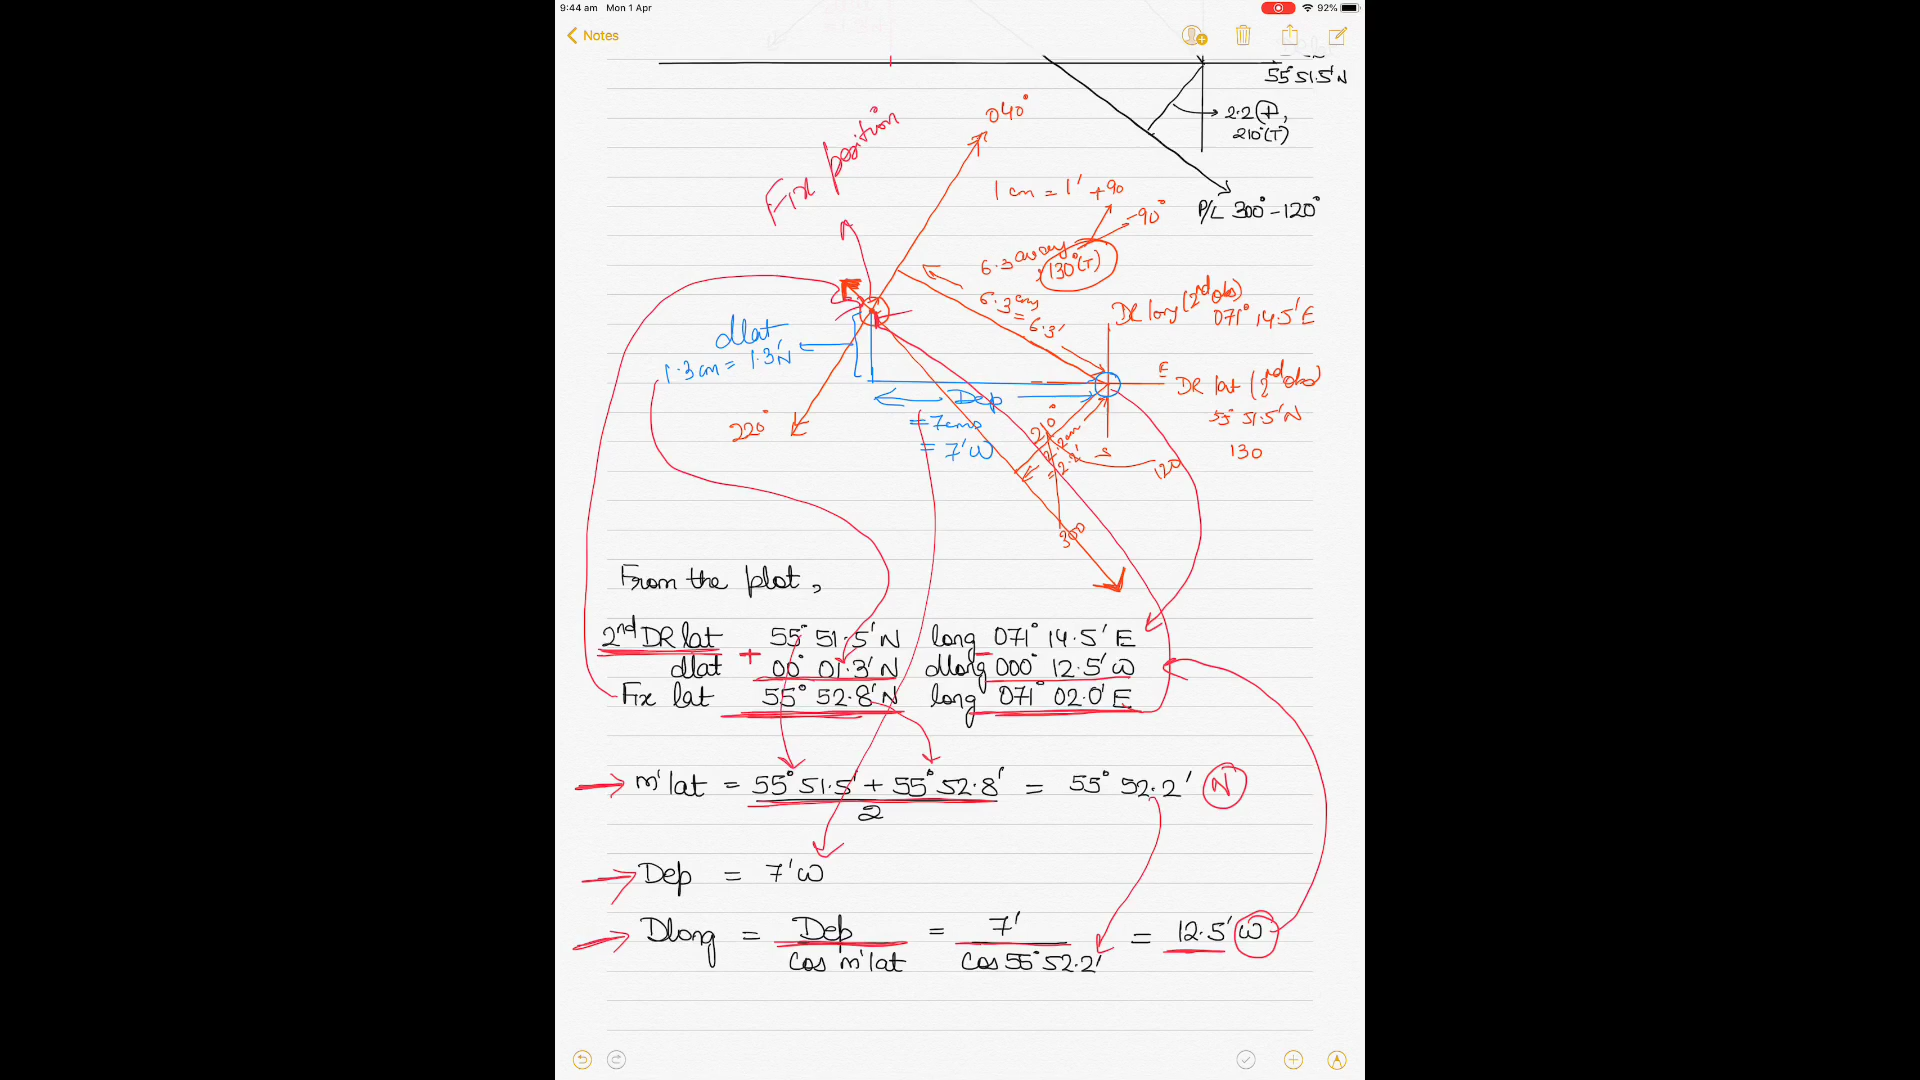 9:44 am Mon 1 Apr
92%
Notes
55° 51.5' N
2.2
210°(T)
P/L 300° - 120°
040°
Fix position
1 cm = 1' +90
-90°
6.3 away
130°(T)
6.3 cms
= 6.3'
DR long (2nd obs)
071° 14.5' E
dlat
1.3 cm = 1.3' N
E
DR lat (2nd obs)
55° 51.5' N
130
Dep
= 7 cms
= 7' W
220°
210°
2.2 cm
= 2.2'
S
120
300
From the plot,
2nd DR lat 55° 51.5' N long 071° 14.5' E
dlat + 00° 01.3' N dlong 000° 12.5' W
Fix lat 55° 52.8' N long 071° 02.0' E
m'lat = 55° 51.5' + 55° 52.8' = 55° 52.2' N
2
Dep = 7' W
Dlong = Dep = 7' = 12.5' W
cos m'lat cos 55° 52.2'